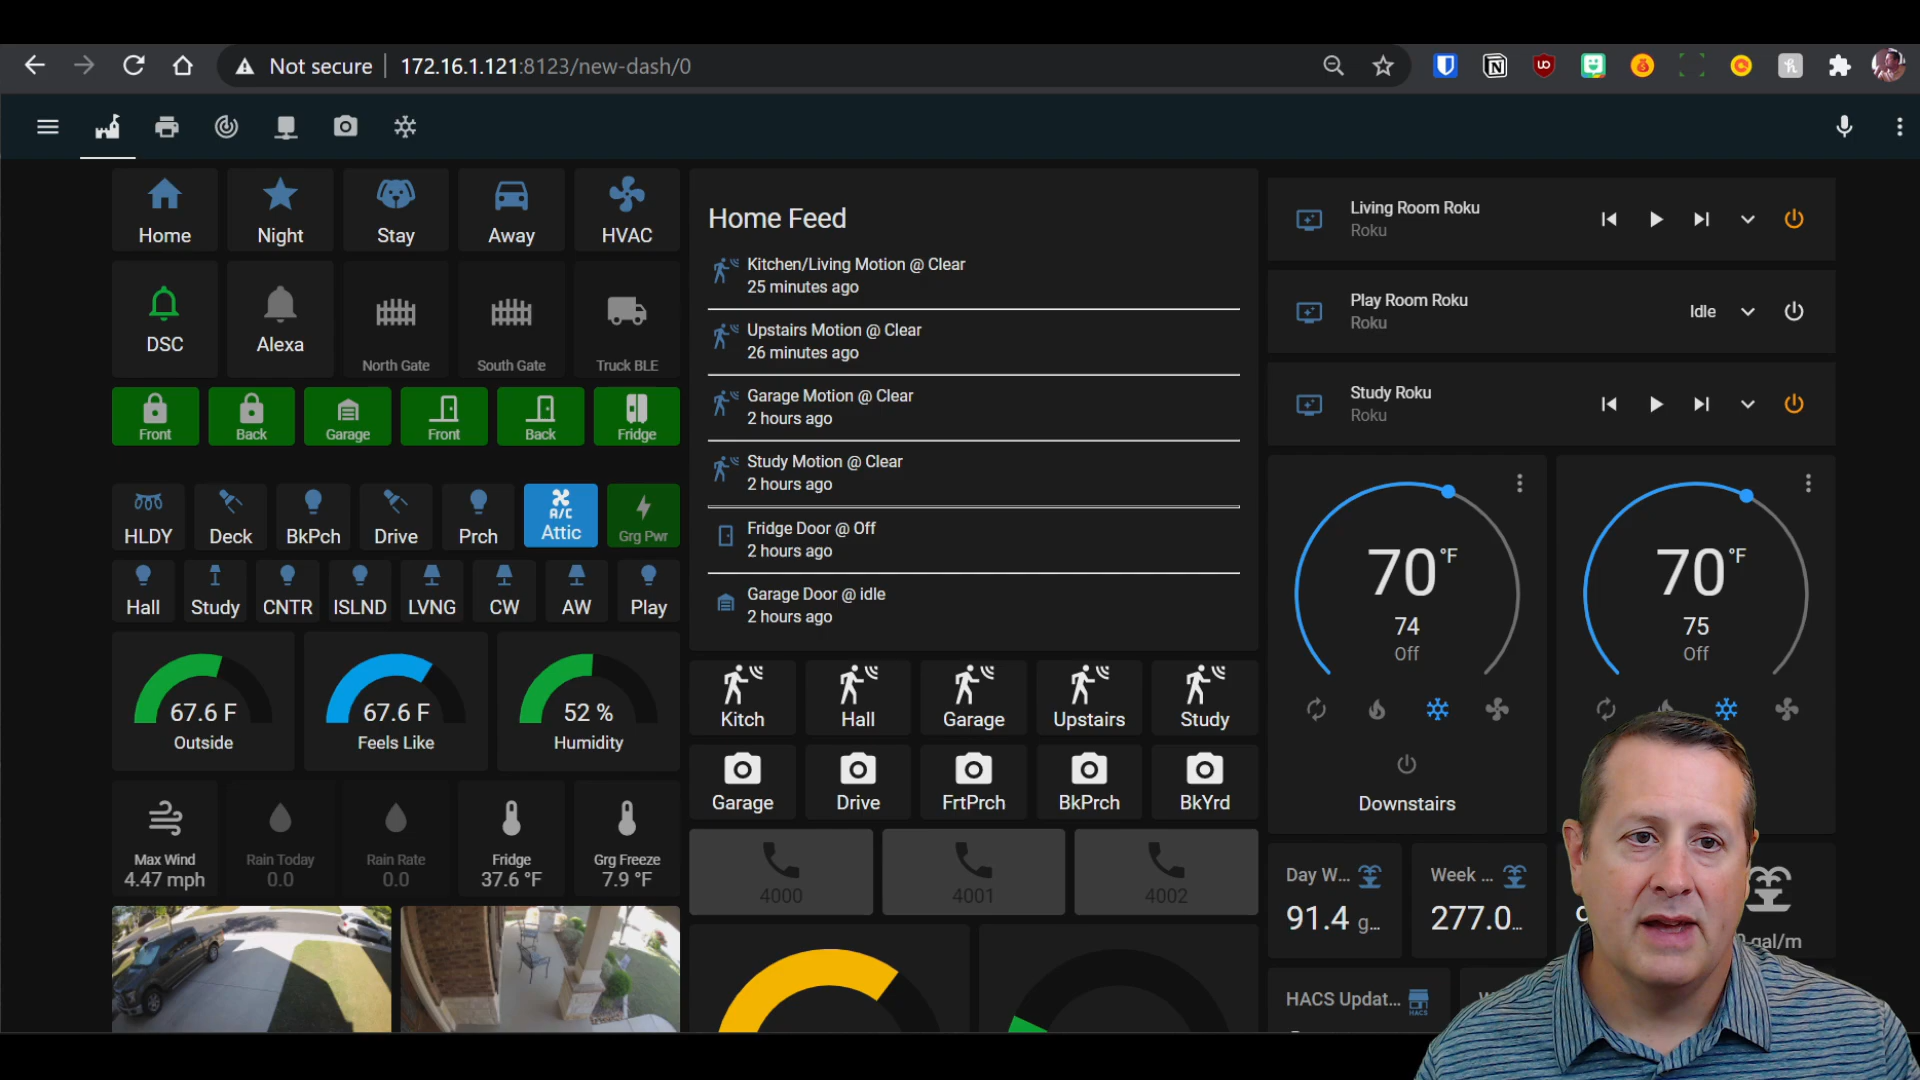 Not secure
172.16.1.121:8123/new-dash/0
Home
Night
Stay
Away
HVAC
DSC
Alexa
North Gate
South Gate
Truck BLE
Front
Back
Garage
Front
Back
Fridge
HLDY
Deck
BkPch
Drive
Prch
A/C
Attic
Grg Pwr
Hall
Study
CNTR
ISLND
LVNG
CW
AW
Play
67.6 F
Outside
67.6 F
Feels Like
52 %
Humidity
Max Wind
4.47 mph
Rain Today
0.0
Rain Rate
0.0
Fridge
37.6 °F
Grg Freeze
7.9 °F
Home Feed
Kitchen/Living Motion @ Clear
25 minutes ago
Upstairs Motion @ Clear
26 minutes ago
Garage Motion @ Clear
2 hours ago
Study Motion @ Clear
2 hours ago
Fridge Door @ Off
2 hours ago
Garage Door @ idle
2 hours ago
Kitch
Hall
Garage
Upstairs
Study
Garage
Drive
FrtPrch
BkPrch
BkYrd
4000
4001
4002
Living Room Roku
Roku
Play Room Roku
Roku
Idle
Study Roku
Roku
70 °F
74
Off
Downstairs
70 °F
75
Off
Day W...
91.4 g...
Week ...
277.0...
gal/m
HACS Updat...
HACS